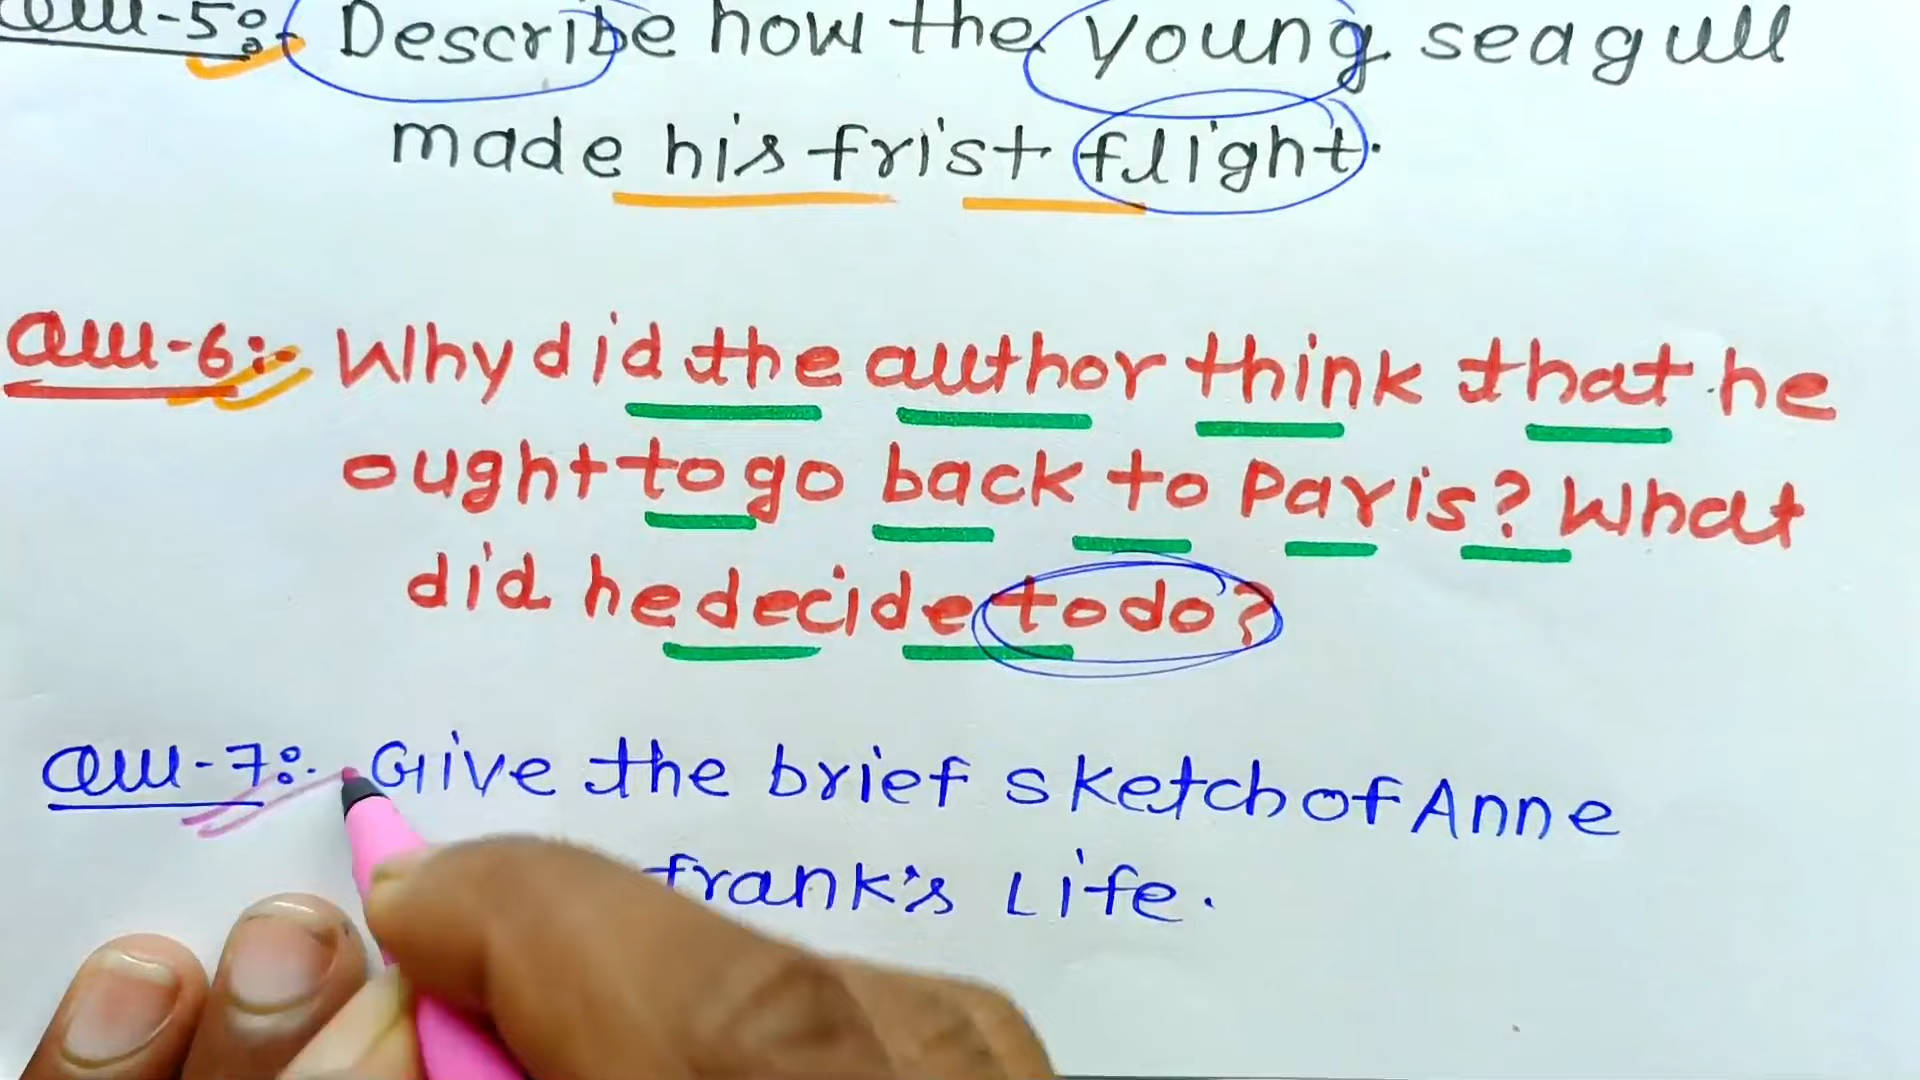 Que-5:- Describe how the young seagull
made his frist flight.
Que-6:- Why did the author think that he
ought to go back to Paris? What
did he decide to do?
Que-7:- Give the brief sketch of Anne
frank's Life.